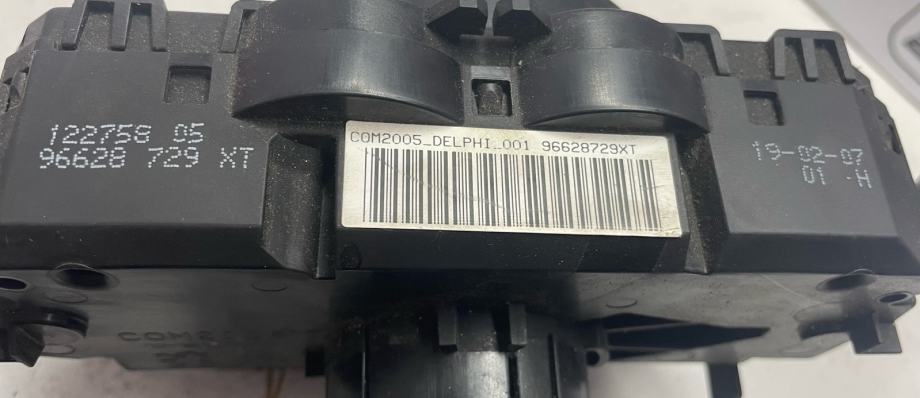 122758 05
96628 729 XT
COM2005_DELPHI_001 96628729XT
19-02-07
01 -H